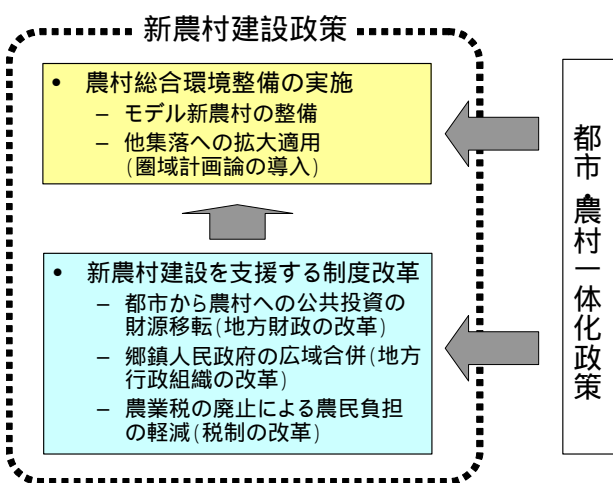 新農村建設政策
• 農村総合環境整備の実施
– モデル新農村の整備
– 他集落への拡大適用
(圏域計画論の導入)
• 新農村建設を支援する制度改革
– 都市から農村への公共投資の
財源移転(地方財政の改革)
– 郷鎮人民政府の広域合併(地方
行政組織の改革)
– 農業税の廃止による農民負担
の軽減(税制の改革)
都市・農村一体化政策